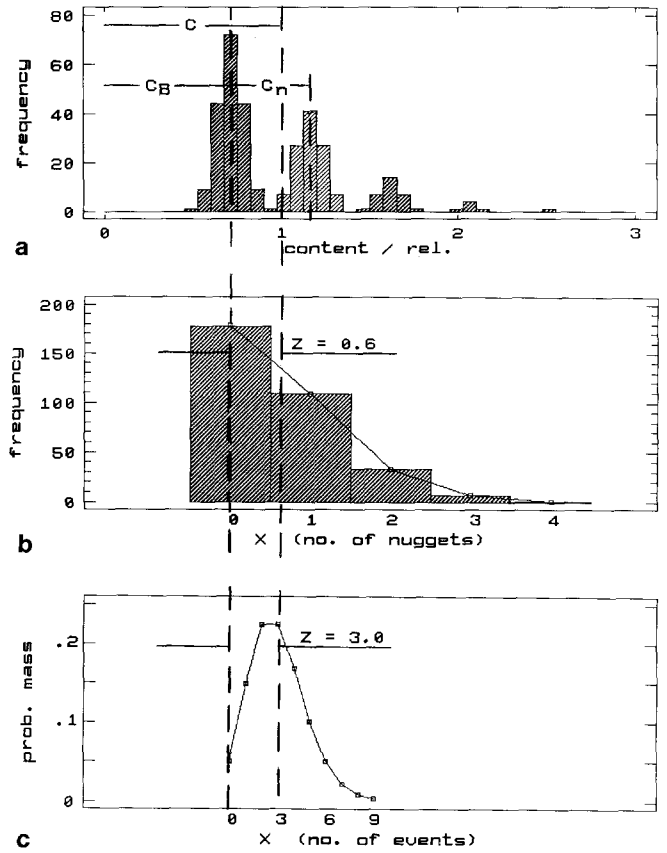 80
60
40
20
0
frequency
C
C_B
C_n
0 1 2 3
content / rel.
a
200
150
100
50
0
frequency
Z = 0.6
0 1 2 3 4
X (no. of nuggets)
b
.2
.1
0
prob. mass
Z = 3.0
0 3 6 9
X (no. of events)
c